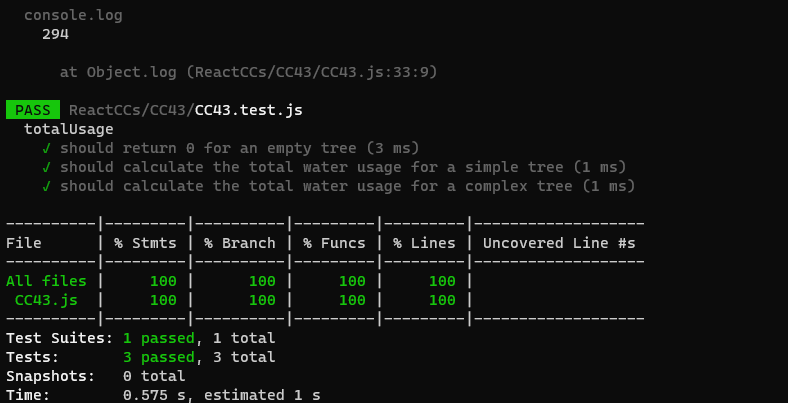 console.log
294
at Object.log (ReactCCs/CC43/CC43.js:33:9)
PASS ReactCCs/CC43/CC43.test.js
totalUsage
✓ should return 0 for an empty tree (3 ms)
✓ should calculate the total water usage for a simple tree (1 ms)
✓ should calculate the total water usage for a complex tree (1 ms)
----------|---------|----------|---------|---------|-------------------
File      | % Stmts | % Branch | % Funcs | % Lines | Uncovered Line #s
----------|---------|----------|---------|---------|-------------------
All files |     100 |      100 |     100 |     100 |
 CC43.js  |     100 |      100 |     100 |     100 |
----------|---------|----------|---------|---------|-------------------
Test Suites: 1 passed, 1 total
Tests:       3 passed, 3 total
Snapshots:   0 total
Time:        0.575 s, estimated 1 s